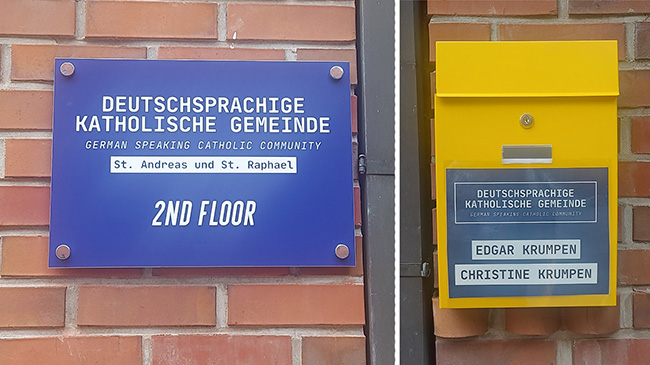 DEUTSCHSPRACHIGE
KATHOLISCHE GEMEINDE
GERMAN SPEAKING CATHOLIC COMMUNITY
St. Andreas und St. Raphael
2ND FLOOR
DEUTSCHSPRACHIGE
KATHOLISCHE GEMEINDE
GERMAN SPEAKING CATHOLIC COMMUNITY
EDGAR KRUMPEN
CHRISTINE KRUMPEN